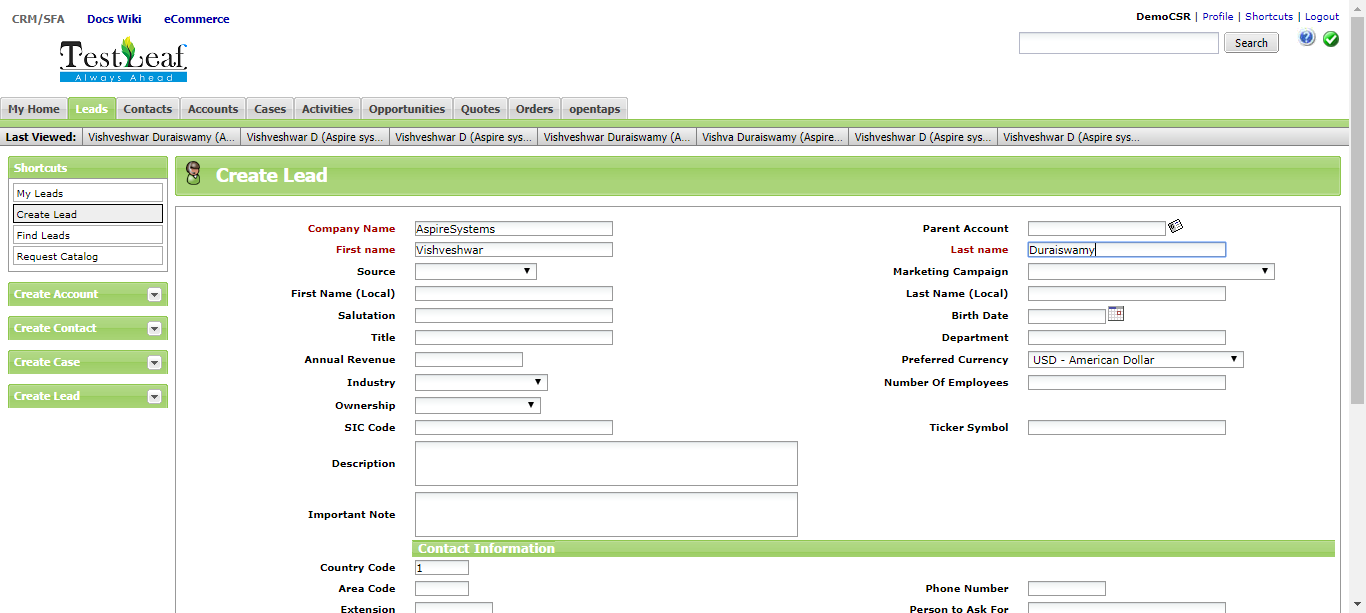 CRM/SFA Docs Wiki eCommerce
DemoCSR | Profile | Shortcuts | Logout
TestLeaf
Always Ahead
Search
My Home Leads Contacts Accounts Cases Activities Opportunities Quotes Orders opentaps
Last Viewed: Vishveshwar Duraiswamy (A... Vishveshwar D (Aspire sys... Vishveshwar D (Aspire sys... Vishveshwar Duraiswamy (A... Vishva Duraiswamy (Aspire... Vishveshwar D (Aspire sys... Vishveshwar D (Aspire sys...
Shortcuts
My Leads
Create Lead
Find Leads
Request Catalog
Create Account
Create Contact
Create Case
Create Lead
Create Lead
Company Name AspireSystems Parent Account
First name Vishveshwar Last name Duraiswamy
Source Marketing Campaign
First Name (Local) Last Name (Local)
Salutation Birth Date
Title Department
Annual Revenue Preferred Currency USD - American Dollar
Industry Number Of Employees
Ownership
SIC Code Ticker Symbol
Description
Important Note
Contact Information
Country Code 1
Area Code Phone Number
Extension Person to Ask For